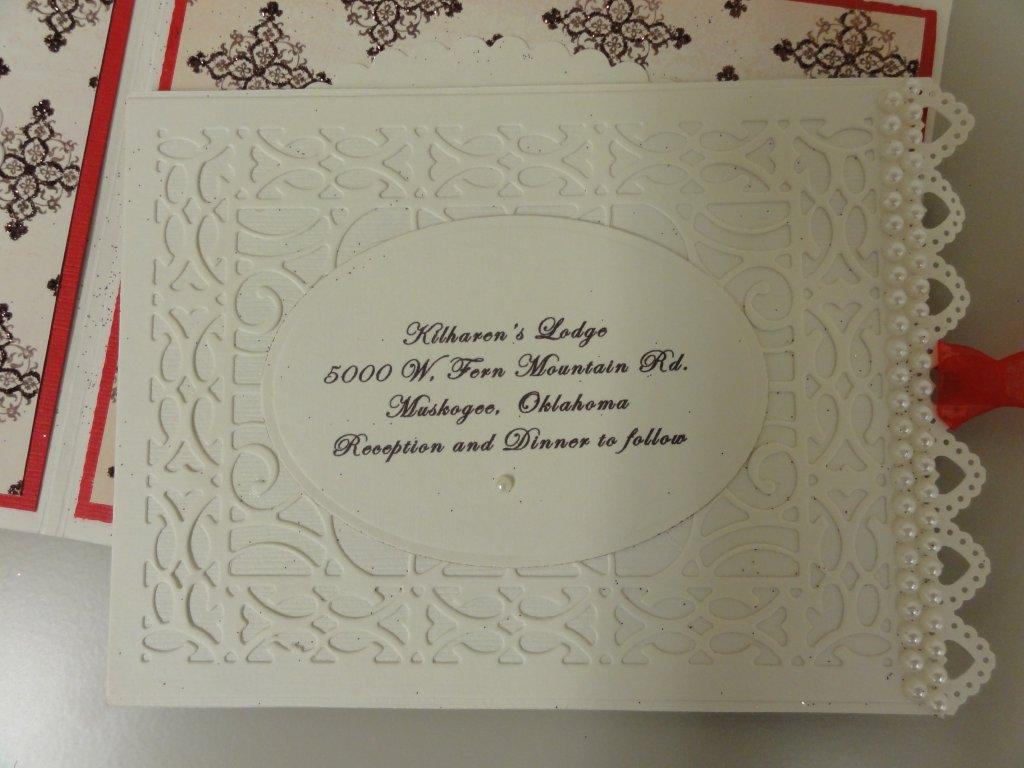 Kilharen's Lodge
5000 W. Fern Mountain Rd.
Muskogee, Oklahoma
Reception and Dinner to follow